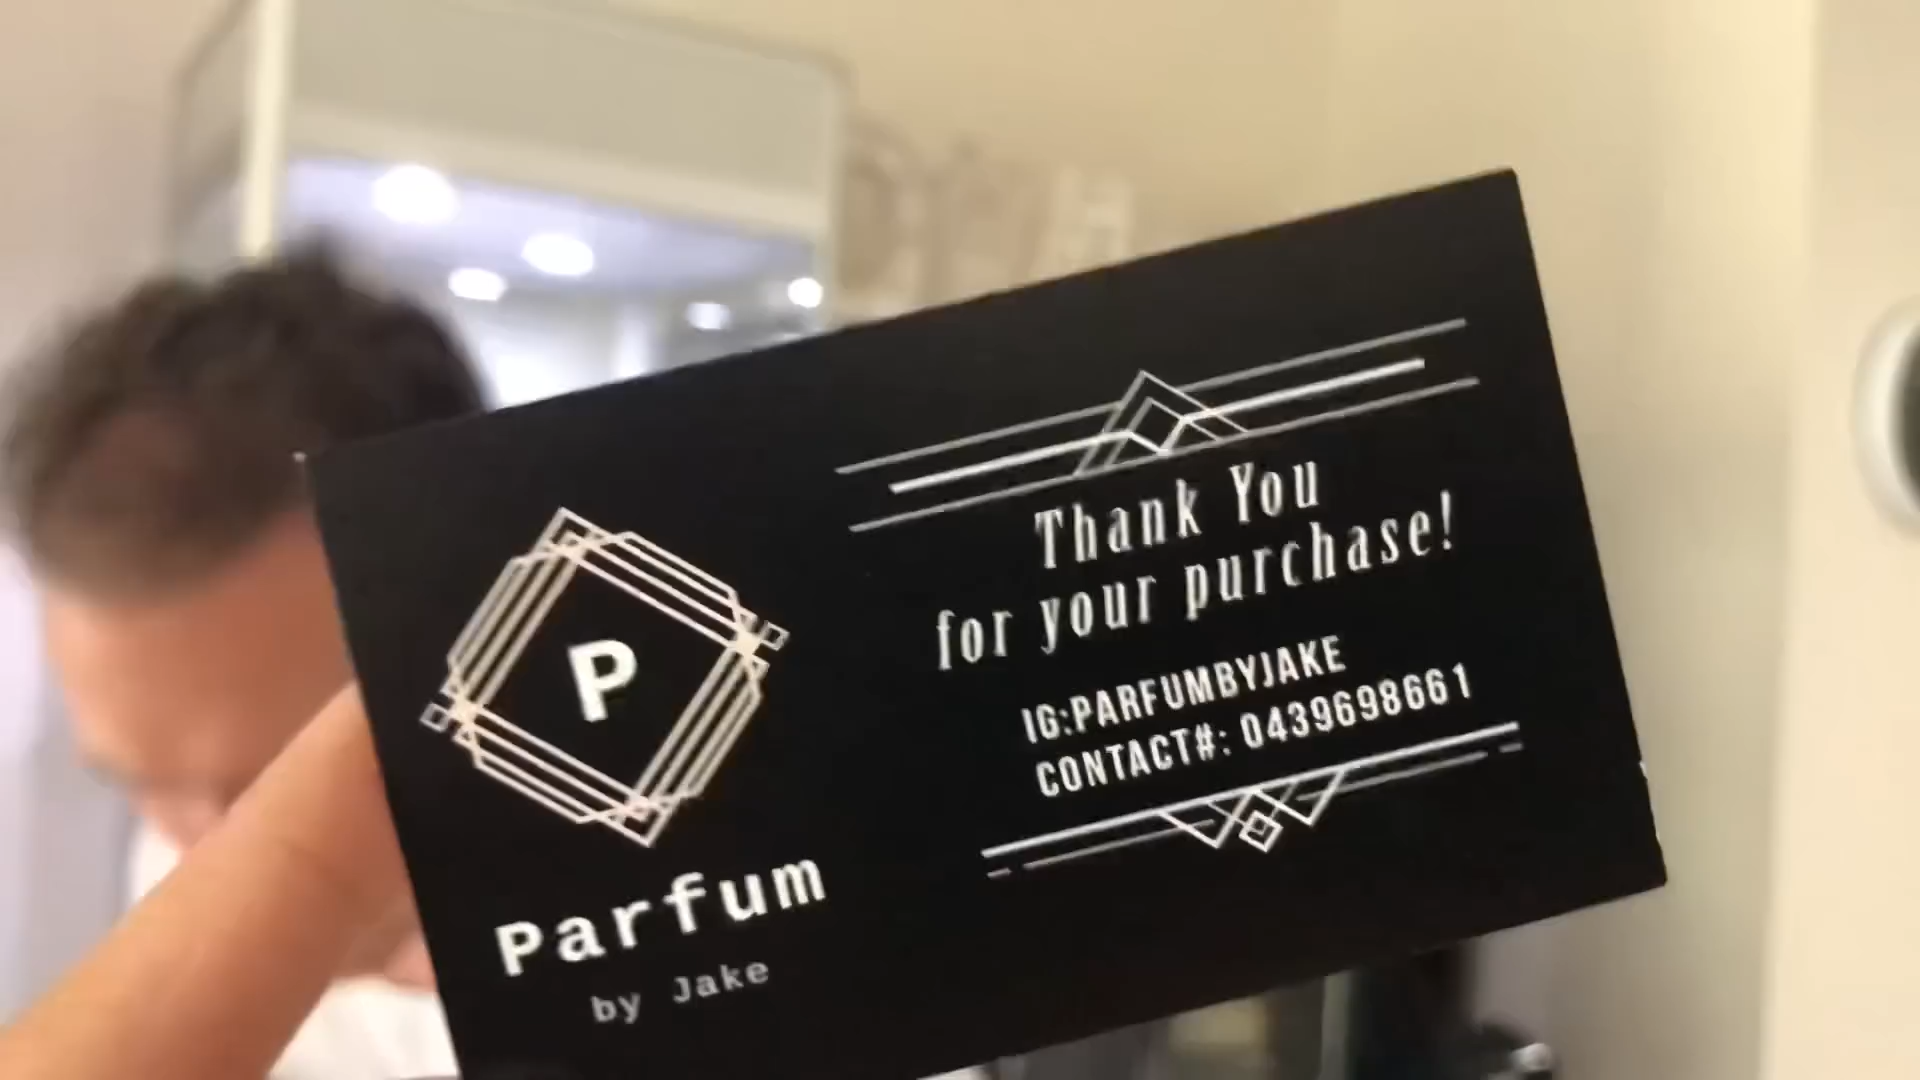 P
Parfum
by Jake
Thank You
for your purchase!
IG:PARFUMBYJAKE
CONTACT#: 0439698661